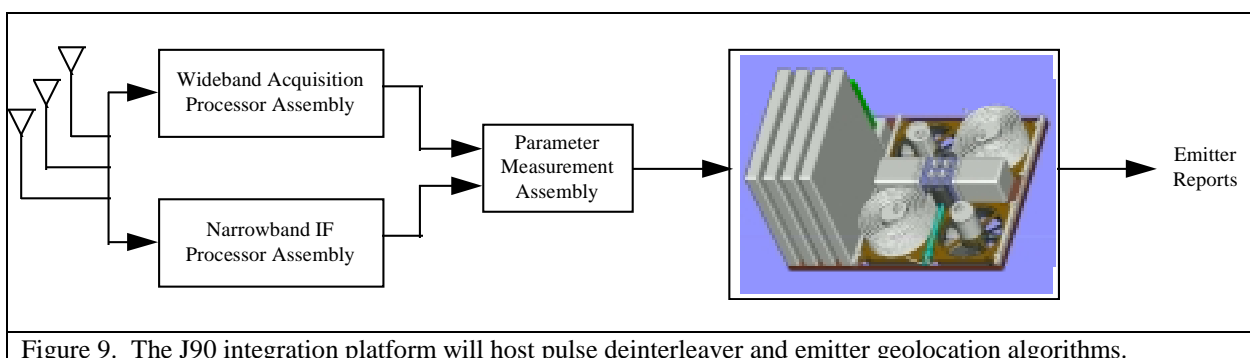 Wideband Acquisition
Processor Assembly
Narrowband IF
Processor Assembly
Parameter
Measurement
Assembly
Emitter
Reports
Figure 9.  The J90 integration platform will host pulse deinterleaver and emitter geolocation algorithms.